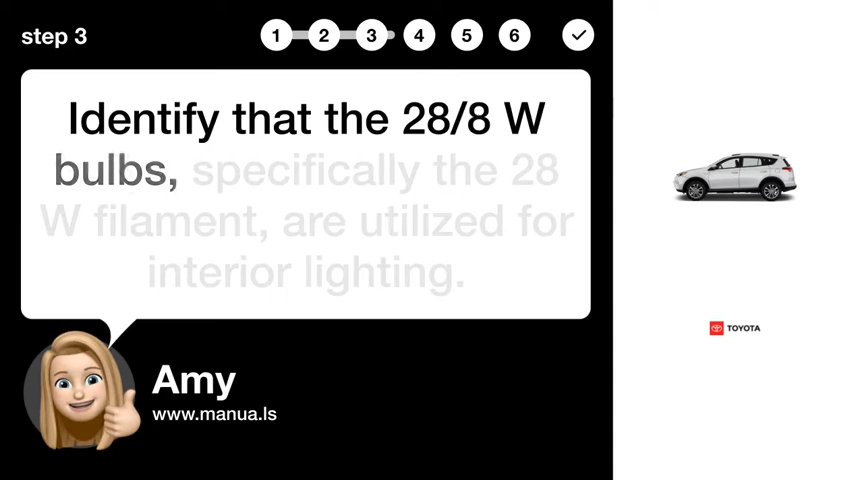 step 3
1 2 3 4 5 6
Identify that the 28/8 W
bulbs, specifically the 28
W filament, are utilized for
interior lighting.
Amy
www.manua.ls
TOYOTA